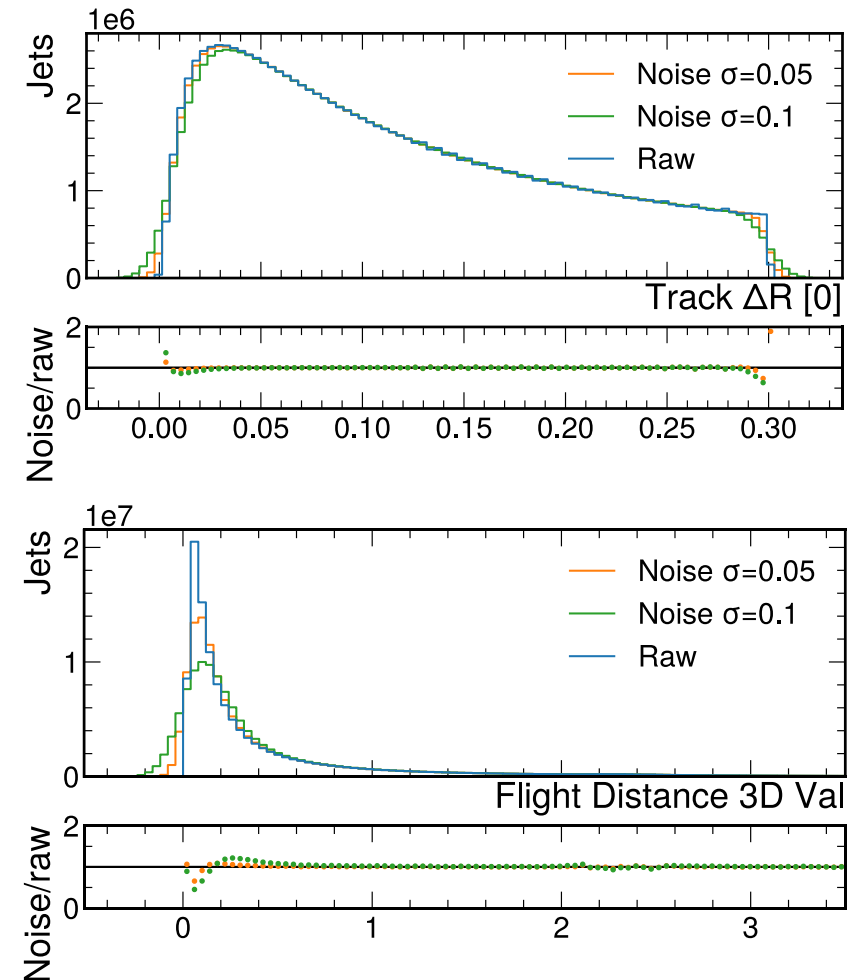 1e6
Jets
2
1
0
Noise σ=0.05
Noise σ=0.1
Raw
Track ΔR [0]
Noise/raw
2
0
0.00 0.05 0.10 0.15 0.20 0.25 0.30
1e7
Jets
2
1
0
Noise σ=0.05
Noise σ=0.1
Raw
Flight Distance 3D Val
Noise/raw
2
0
0 1 2 3